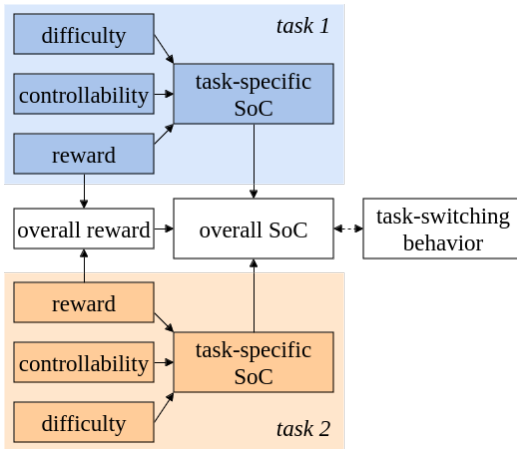 difficulty
task 1
controllability
task-specific
SoC
reward
overall reward
overall SoC
task-switching
behavior
reward
controllability
task-specific
SoC
difficulty
task 2